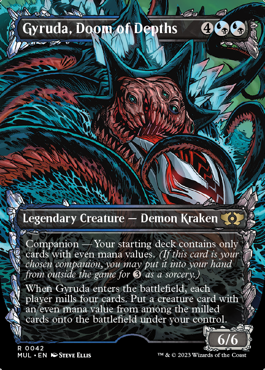 Gyruda, Doom of Depths 4
Legendary Creature — Demon Kraken
Companion — Your starting deck contains only
cards with even mana values. (If this card is your
chosen companion, you may put it into your hand
from outside the game for 3 as a sorcery.)
When Gyruda enters the battlefield, each
player mills four cards. Put a creature card with
an even mana value from among the milled
cards onto the battlefield under your control.
6/6
R 0042
MUL • EN Steve Ellis
™ & © 2023 Wizards of the Coast